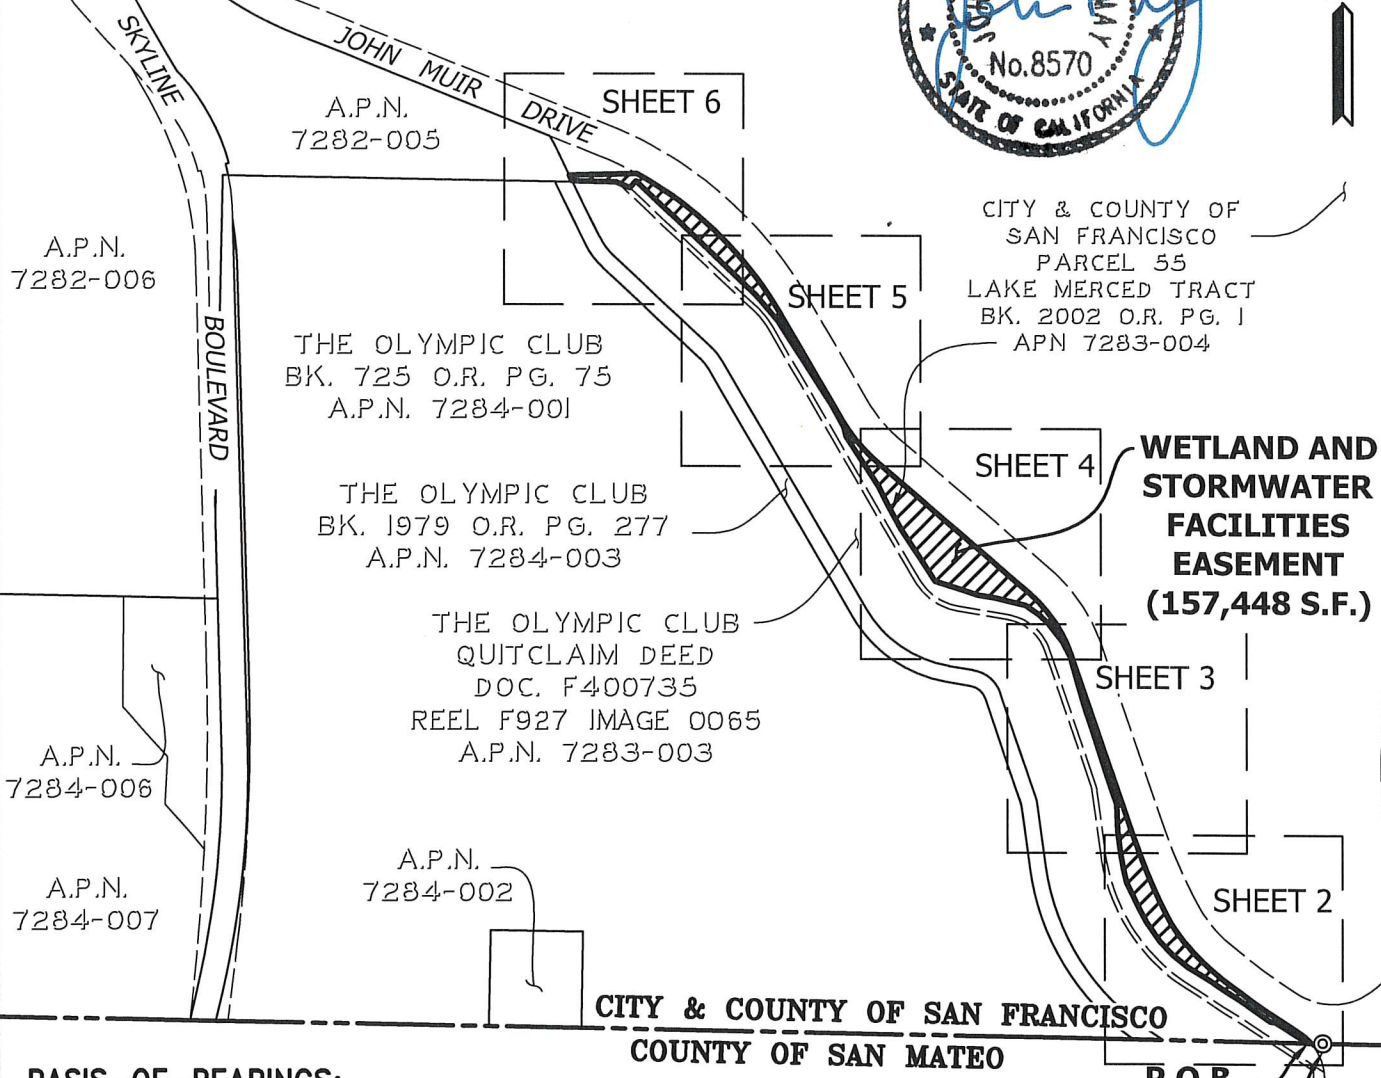 SKYLINE
JOHN MUIR DRIVE
No.8570
STATE OF CALIFORNIA
A.P.N.
7282-005
SHEET 6
CITY & COUNTY OF
SAN FRANCISCO
PARCEL 55
LAKE MERCED TRACT
BK. 2002 O.R. PG. 1
APN 7283-004
A.P.N.
7282-006
SHEET 5
BOULEVARD
THE OLYMPIC CLUB
BK. 725 O.R. PG. 75
A.P.N. 7284-001
SHEET 4
WETLAND AND
STORMWATER
FACILITIES
EASEMENT
(157,448 S.F.)
THE OLYMPIC CLUB
BK. 1979 O.R. PG. 277
A.P.N. 7284-003
THE OLYMPIC CLUB
QUITCLAIM DEED
DOC. F400735
REEL F927 IMAGE 0065
A.P.N. 7283-003
SHEET 3
A.P.N.
7284-006
A.P.N.
7284-002
A.P.N.
7284-007
SHEET 2
CITY & COUNTY OF SAN FRANCISCO
COUNTY OF SAN MATEO
BASIS OF BEARINGS:
P.O.B.